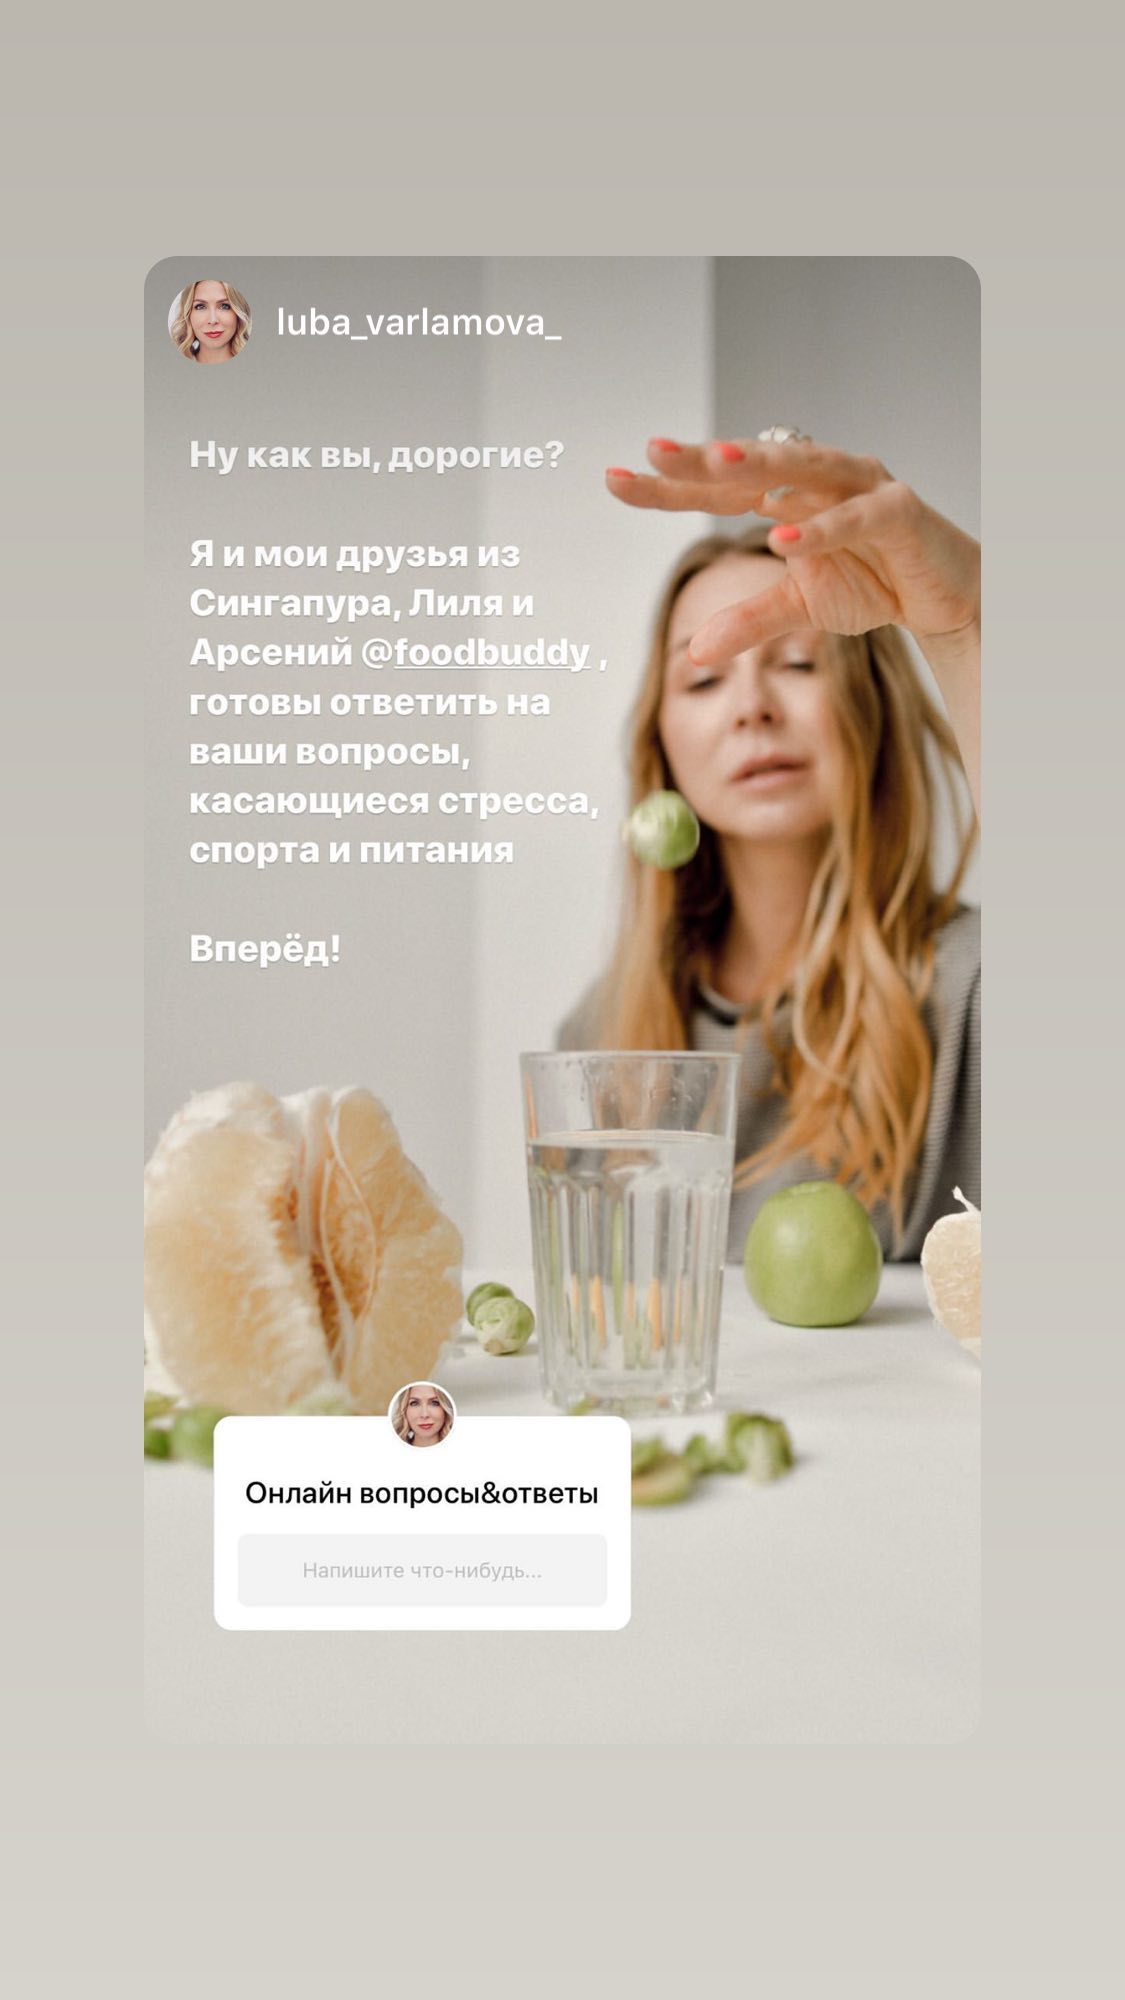 luba_varlamova_
Ну как вы, дорогие?
Я и мои друзья из
Сингапура, Лиля и
Арсений @foodbuddy ,
готовы ответить на
ваши вопросы,
касающиеся стресса,
спорта и питания
Вперёд!
Онлайн вопросы&ответы
Напишите что-нибудь...